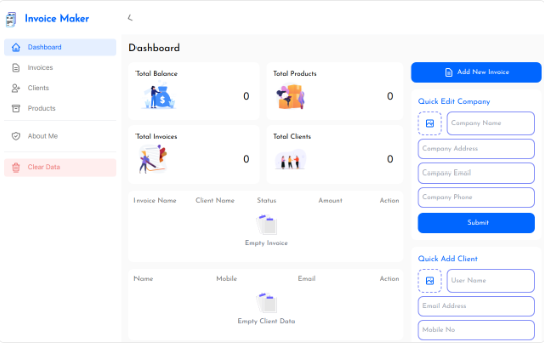 Invoice Maker
Dashboard
Invoices
Clients
Products
About Me
Clear Data
Dashboard
Total Balance
0
Total Products
0
Total Invoices
0
Total Clients
0
Invoice Name Client Name Status Amount Action
Empty Invoice
Name Mobile Email Action
Empty Client Data
Add New Invoice
Quick Edit Company
Company Name
Company Address
Company Email
Company Phone
Submit
Quick Add Client
User Name
Email Address
Mobile No